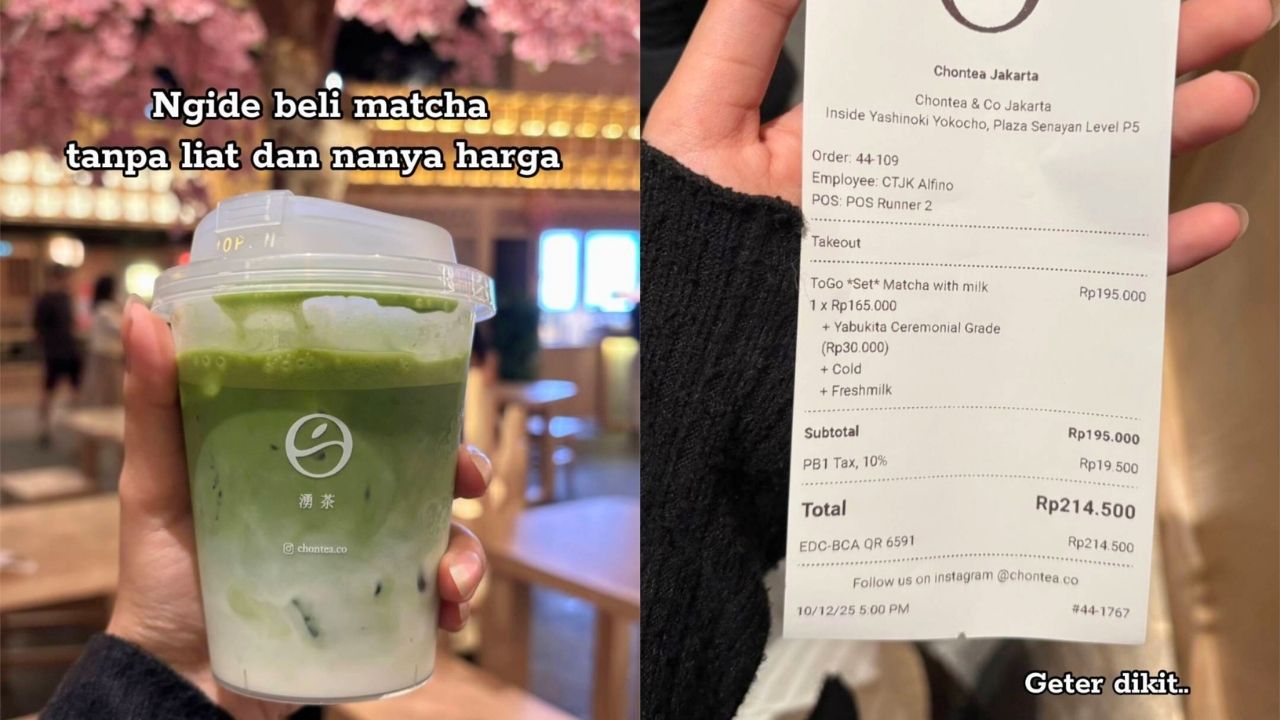 Ngide beli matcha
tanpa liat dan nanya harga
湧茶
chontea.co
Chontea Jakarta
Chontea & Co Jakarta
Inside Yashinoki Yokocho, Plaza Senayan Level P5
Order: 44-109
Employee: CTJK Alfino
POS: POS Runner 2
Takeout
ToGo *Set* Matcha with milk Rp195.000
1 x Rp165.000
+ Yabukita Ceremonial Grade
(Rp30.000)
+ Cold
+ Freshmilk
Subtotal Rp195.000
PB1 Tax, 10% Rp19.500
Total Rp214.500
EDC-BCA QR 6591 Rp214.500
Follow us on instagram @chontea.co
10/12/25 5:00 PM #44-1767
Geter dikit..